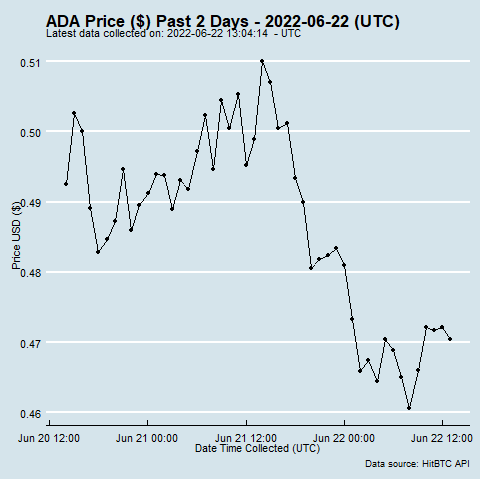 ADA Price ($) Past 2 Days - 2022-06-22 (UTC)
Latest data collected on: 2022-06-22 13:04:14 - UTC
0.51
0.50
0.49
0.48
0.47
0.46
Price USD ($)
Jun 20 12:00 Jun 21 00:00 Jun 21 12:00 Jun 22 00:00 Jun 22 12:00
Date Time Collected (UTC)
Data source: HitBTC API